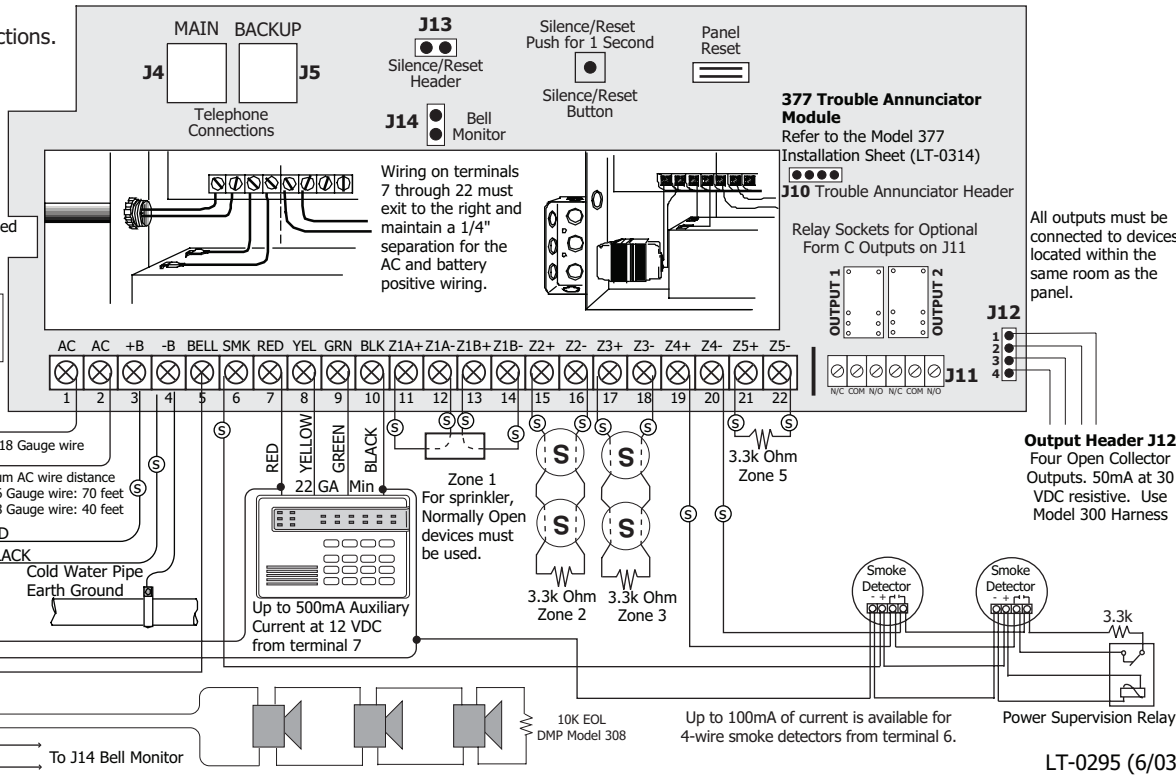 ctions.
MAIN BACKUP
J4
J5
Telephone
Connections
J13
Silence/Reset
Header
J14
Bell
Monitor
Silence/Reset
Push for 1 Second
Silence/Reset
Button
Panel
Reset
377 Trouble Annunciator
Module
Refer to the Model 377
Installation Sheet (LT-0314)
J10 Trouble Annunciator Header
Wiring on terminals
7 through 22 must
exit to the right and
maintain a 1/4"
separation for the
AC and battery
positive wiring.
Relay Sockets for Optional
Form C Outputs on J11
OUTPUT 1
OUTPUT 2
All outputs must be
connected to devices
located within the
same room as the
panel.
ed
J12
1
2
3
4
AC AC +B -B BELL SMK RED YEL GRN BLK Z1A+ Z1A- Z1B+ Z1B- Z2+ Z2- Z3+ Z3- Z4+ Z4- Z5+ Z5-
1 2 3 4 5 6 7 8 9 10 11 12 13 14 15 16 17 18 19 20 21 22
J11
N/C COM N/O N/C COM N/O
Output Header J12
Four Open Collector
Outputs. 50mA at 30
VDC resistive. Use
Model 300 Harness
18 Gauge wire
um AC wire distance
6 Gauge wire: 70 feet
8 Gauge wire: 40 feet
D
LACK
Cold Water Pipe
Earth Ground
S S S S S S S S S S S S S S S S
RED
YELLOW
GREEN
BLACK
22 GA Min
Up to 500mA Auxiliary
Current at 12 VDC
from terminal 7
Zone 1
For sprinkler,
Normally Open
devices must
be used.
S S
S S
3.3k Ohm
Zone 2
3.3k Ohm
Zone 3
3.3k Ohm
Zone 5
Smoke
Detector
- +
Smoke
Detector
- +
3.3k
Power Supervision Relay
Up to 100mA of current is available for
4-wire smoke detectors from terminal 6.
10K EOL
DMP Model 308
To J14 Bell Monitor
LT-0295 (6/03